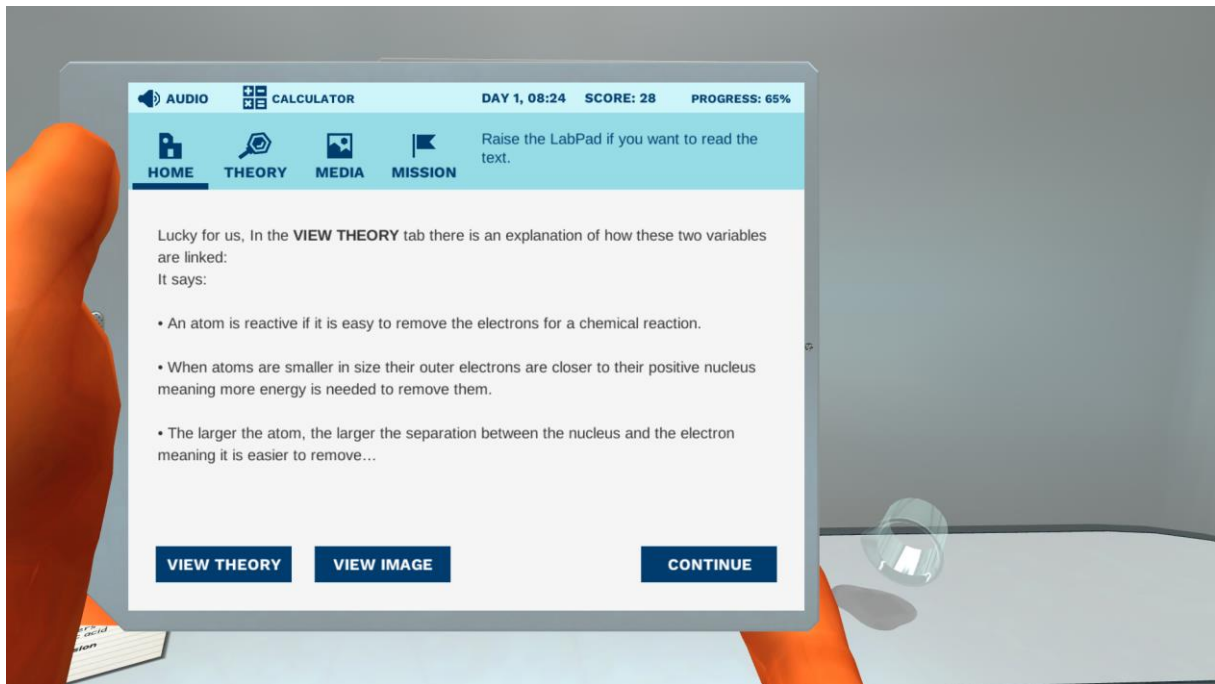 AUDIO CALCULATOR DAY 1, 08:24 SCORE: 28 PROGRESS: 65%
HOME THEORY MEDIA MISSION
Raise the LabPad if you want to read the
text.
Lucky for us, In the VIEW THEORY tab there is an explanation of how these two variables
are linked:
It says:
• An atom is reactive if it is easy to remove the electrons for a chemical reaction.
• When atoms are smaller in size their outer electrons are closer to their positive nucleus
meaning more energy is needed to remove them.
• The larger the atom, the larger the separation between the nucleus and the electron
meaning it is easier to remove…
VIEW THEORY VIEW IMAGE CONTINUE
acid